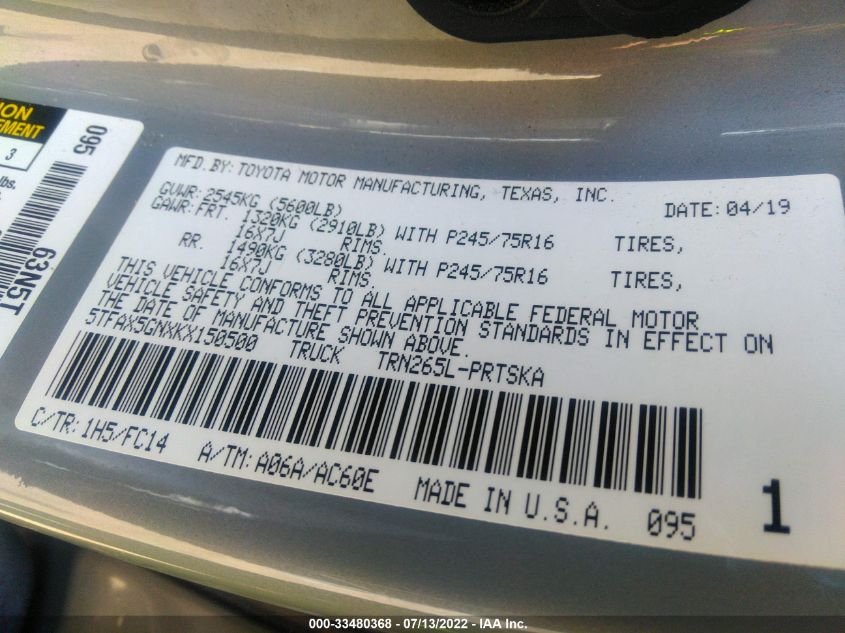 ION
EMENT
3
lbs.
095
63N5T
MFD.BY: TOYOTA MOTOR MANUFACTURING, TEXAS, INC. DATE: 04/19
GVWR: 2545KG (5600LB)
GAWR: FRT. 1320KG (2910LB) WITH P245/75R16 TIRES,
16X7J RIMS.
RR. 1490KG (3280LB) WITH P245/75R16 TIRES,
16X7J RIMS.
THIS VEHICLE CONFORMS TO ALL APPLICABLE FEDERAL MOTOR
VEHICLE SAFETY AND THEFT PREVENTION STANDARDS IN EFFECT ON
THE DATE OF MANUFACTURE SHOWN ABOVE.
5TFAX5GNXKX150500 TRUCK TRN265L-PRTSKA
C/TR: 1H5/FC14 A/TM: A06A/AC60E MADE IN U.S.A. 095 1
000-33480368 - 07/13/2022 - IAA Inc.